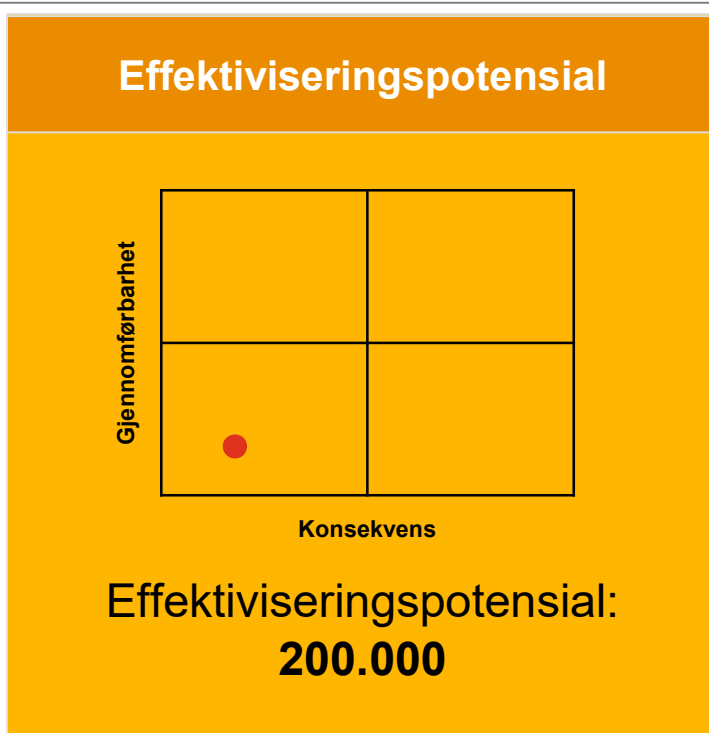 Effektiviseringspotensial
Gjennomførbarhet
Konsekvens
Effektiviseringspotensial:
200.000